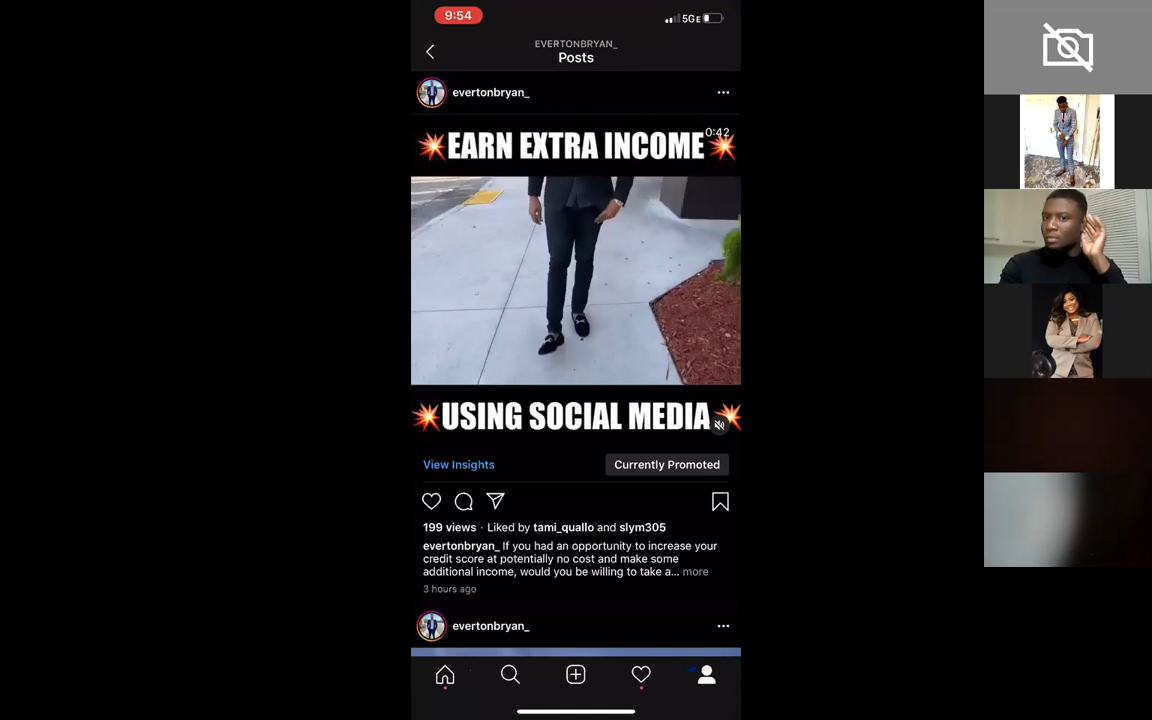 9:54
5GE
EVERTONBRYAN_
Posts
evertonbryan_
0:42
💥EARN EXTRA INCOME💥
💥USING SOCIAL MEDIA💥
View Insights
Currently Promoted
199 views · Liked by tami_quallo and slym305
evertonbryan_ If you had an opportunity to increase your
credit score at potentially no cost and make some
additional income, would you be willing to take a... more
3 hours ago
evertonbryan_